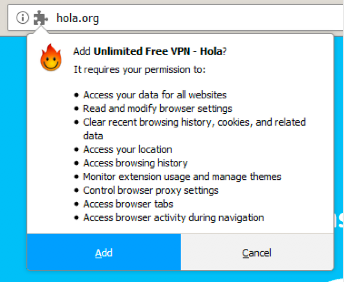 hola.org
Add Unlimited Free VPN - Hola?
It requires your permission to:
• Access your data for all websites
• Read and modify browser settings
• Clear recent browsing history, cookies, and related
data
• Access your location
• Access browsing history
• Monitor extension usage and manage themes
• Control browser proxy settings
• Access browser tabs
• Access browser activity during navigation
Add
Cancel